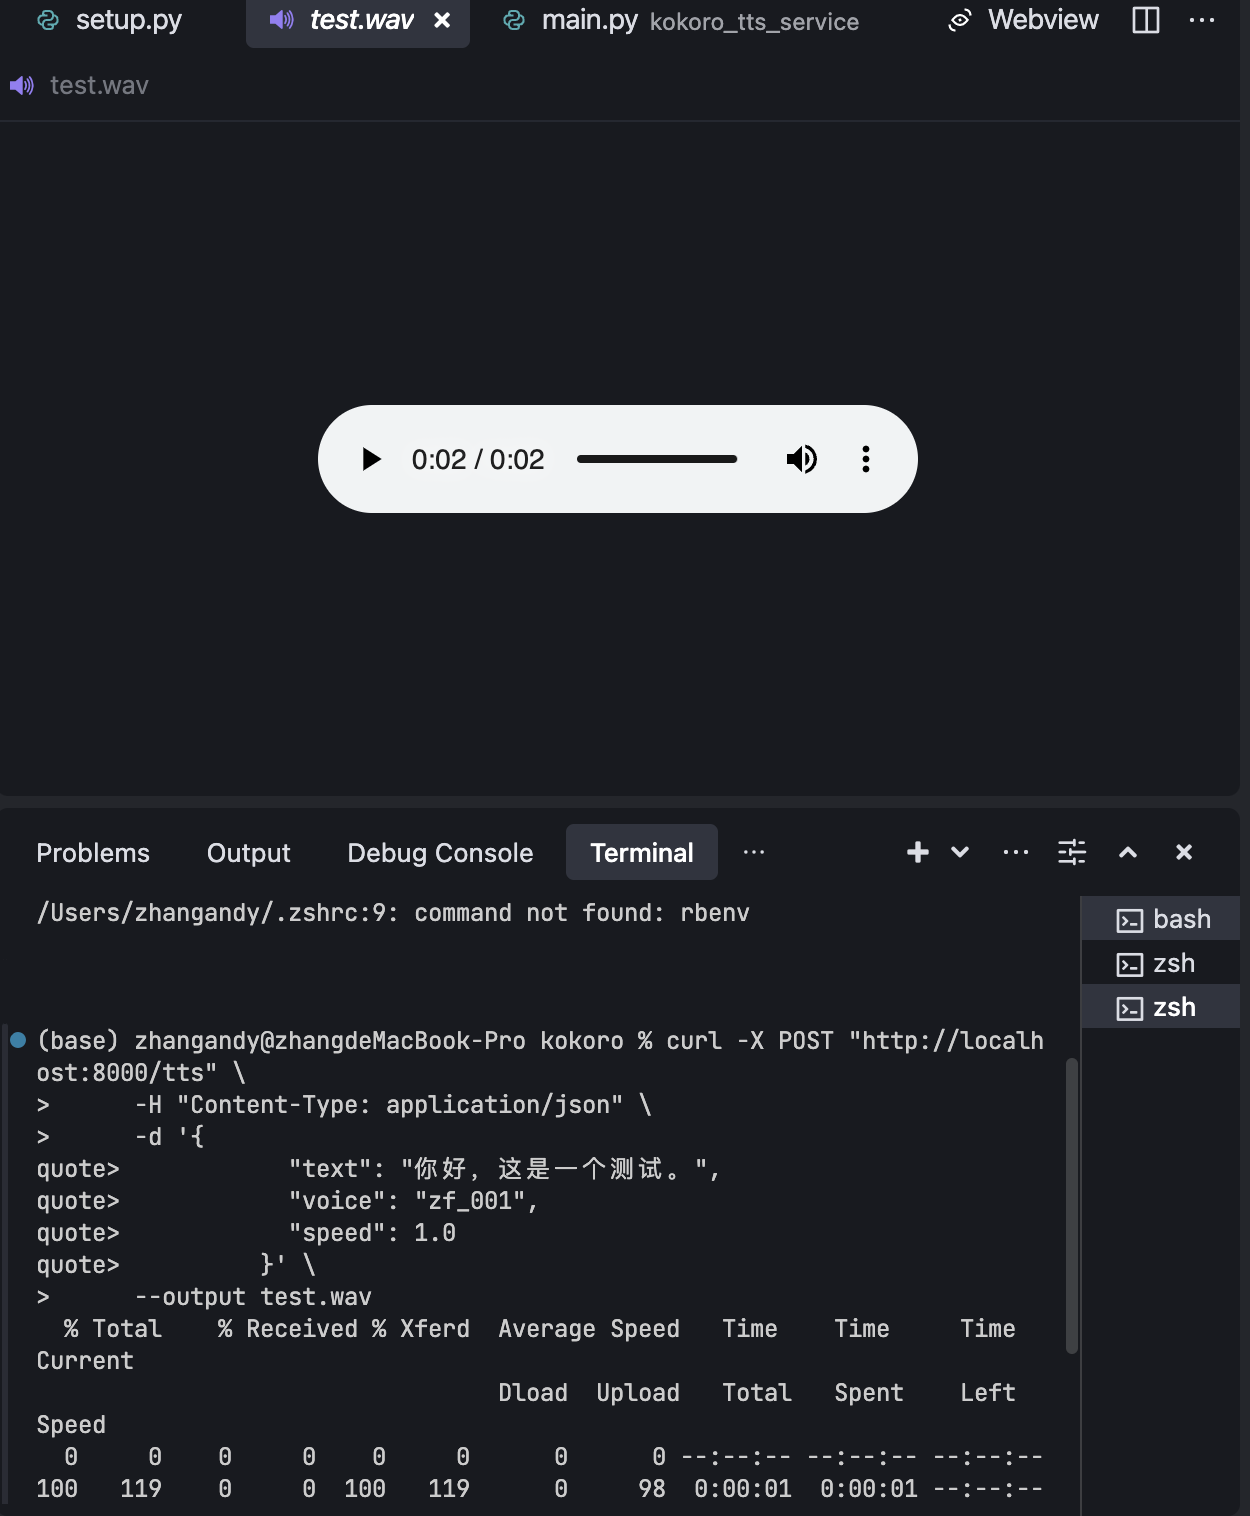 setup.py test.wav main.py kokoro_tts_service Webview
test.wav
0:02 / 0:02
Problems Output Debug Console Terminal
/Users/zhangandy/.zshrc:9: command not found: rbenv
bash
zsh
zsh
(base) zhangandy@zhangdeMacBook-Pro kokoro % curl -X POST "http://localh
ost:8000/tts" \
>      -H "Content-Type: application/json" \
>      -d '{
quote>            "text": "你好，这是一个测试。",
quote>            "voice": "zf_001",
quote>            "speed": 1.0
quote>          }' \
>      --output test.wav
  % Total    % Received % Xferd  Average Speed   Time    Time     Time
Current
                                 Dload  Upload   Total   Spent    Left
Speed
  0     0    0     0    0     0      0      0 --:--:-- --:--:-- --:--:--
100   119    0     0  100   119      0     98  0:00:01  0:00:01 --:--:--